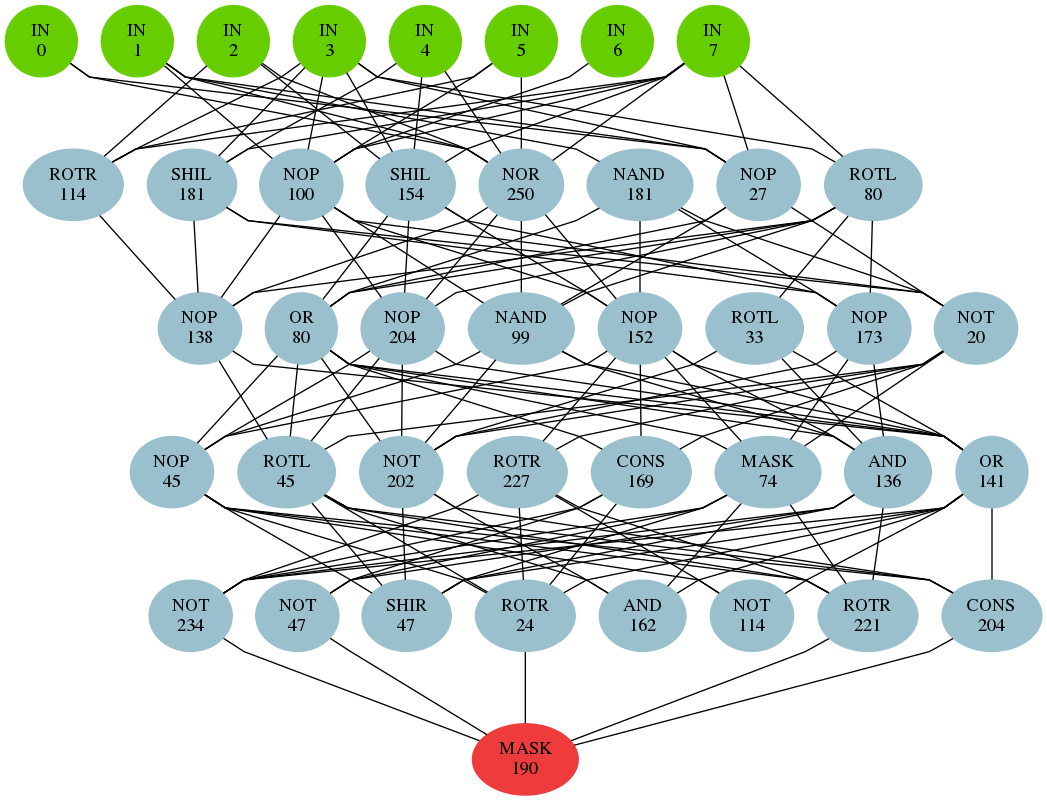 IN
0
IN
1
IN
2
IN
3
IN
4
IN
5
IN
6
IN
7
ROTR
114
SHIL
181
NOP
100
SHIL
154
NOR
250
NAND
181
NOP
27
ROTL
80
NOP
138
OR
80
NOP
204
NAND
99
NOP
152
ROTL
33
NOP
173
NOT
20
NOP
45
ROTL
45
NOT
202
ROTR
227
CONS
169
MASK
74
AND
136
OR
141
NOT
234
NOT
47
SHIR
47
ROTR
24
AND
162
NOT
114
ROTR
221
CONS
204
MASK
190